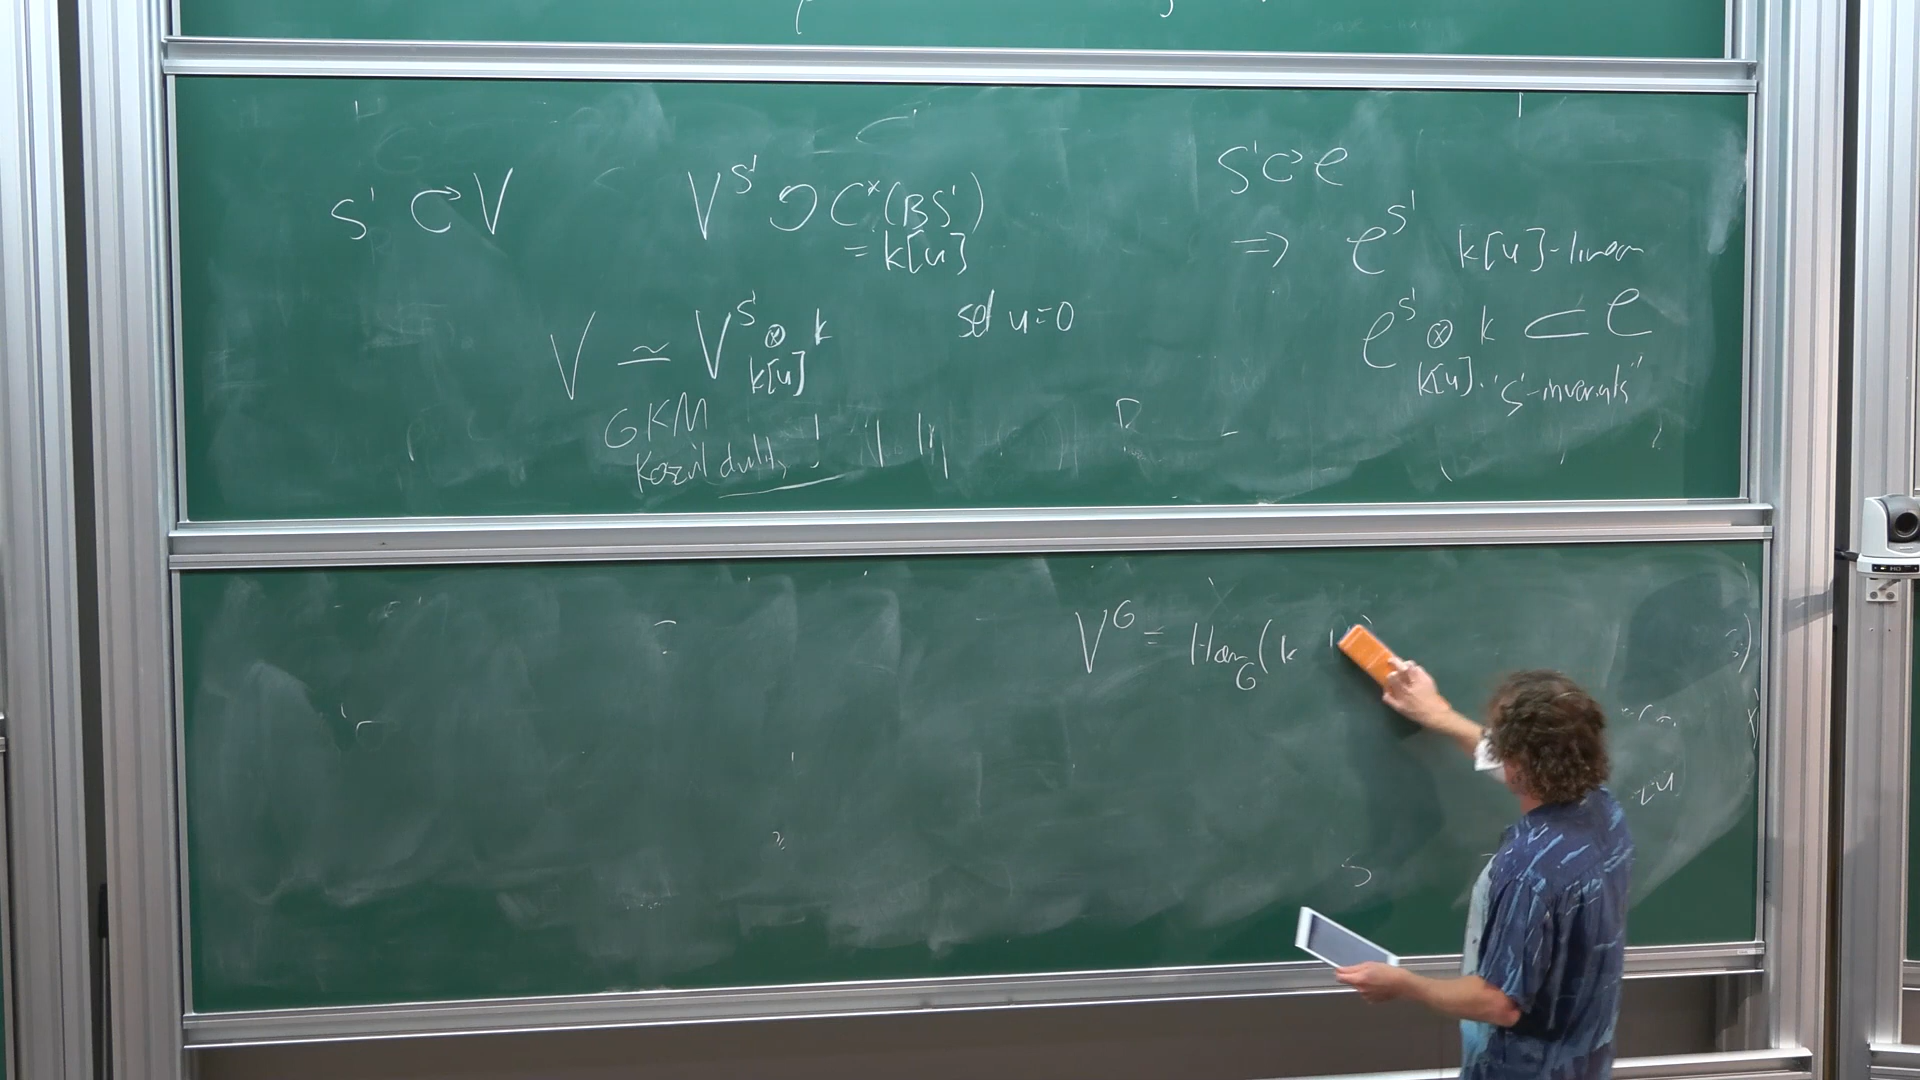 S¹ ⊂ V
V^{S¹} ⊃ C^×(BS¹)
= k[u]
V ≃ V^{S¹} ⊗_{k[u]} k
set u=0
GKM
Koszul duality!
S¹ ⊂ 𝒞
⇒ 𝒞^{S¹} k[u]-linear
𝒞^{S¹} ⊗_{k[u]} k ⊂ 𝒞
"S¹-invariants"
V^G = Hom_G(k